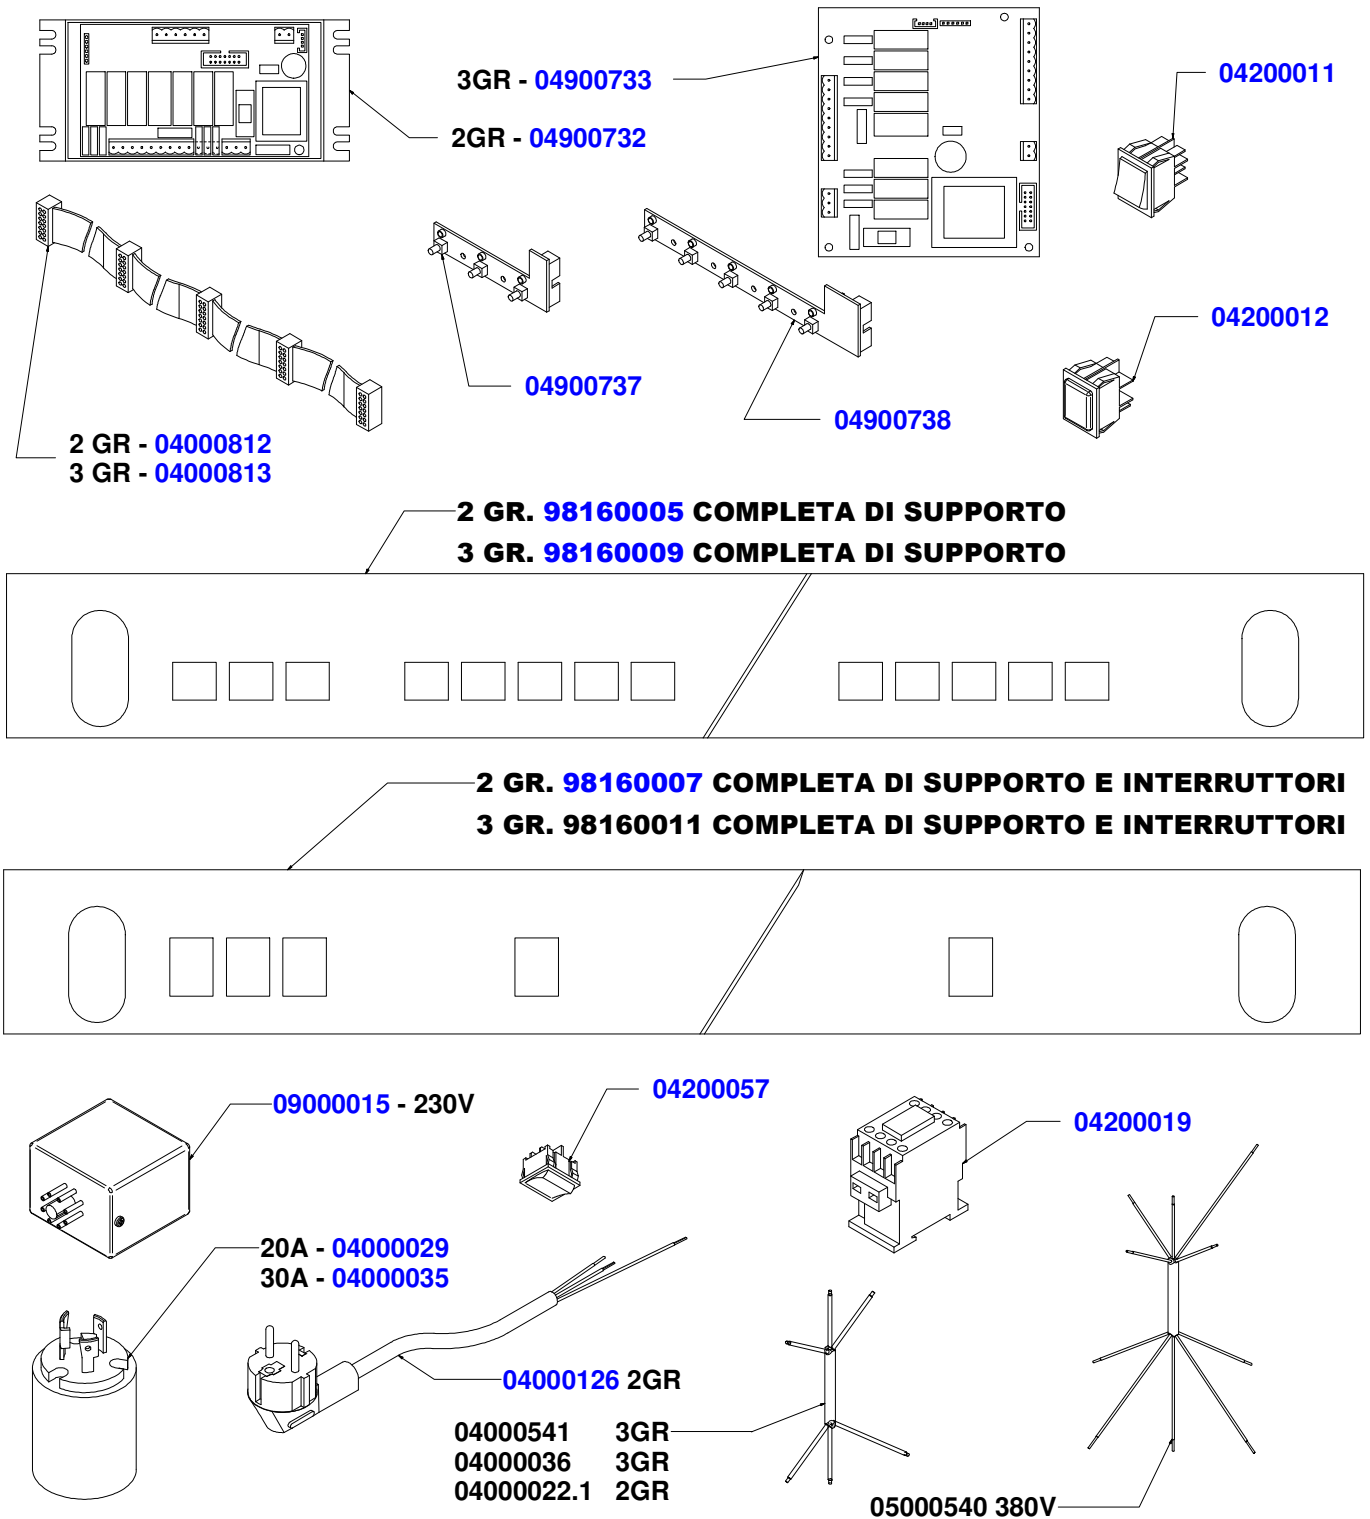 3GR - 04900733
04200011
2GR - 04900732
04200012
04900737
04900738
2 GR - 04000812
3 GR - 04000813
2 GR. 98160005 COMPLETA DI SUPPORTO
3 GR. 98160009 COMPLETA DI SUPPORTO
2 GR. 98160007 COMPLETA DI SUPPORTO E INTERRUTTORI
3 GR. 98160011 COMPLETA DI SUPPORTO E INTERRUTTORI
09000015 - 230V
04200057
04200019
20A - 04000029
30A - 04000035
04000126 2GR
04000541 3GR
04000036 3GR
04000022.1 2GR
05000540 380V